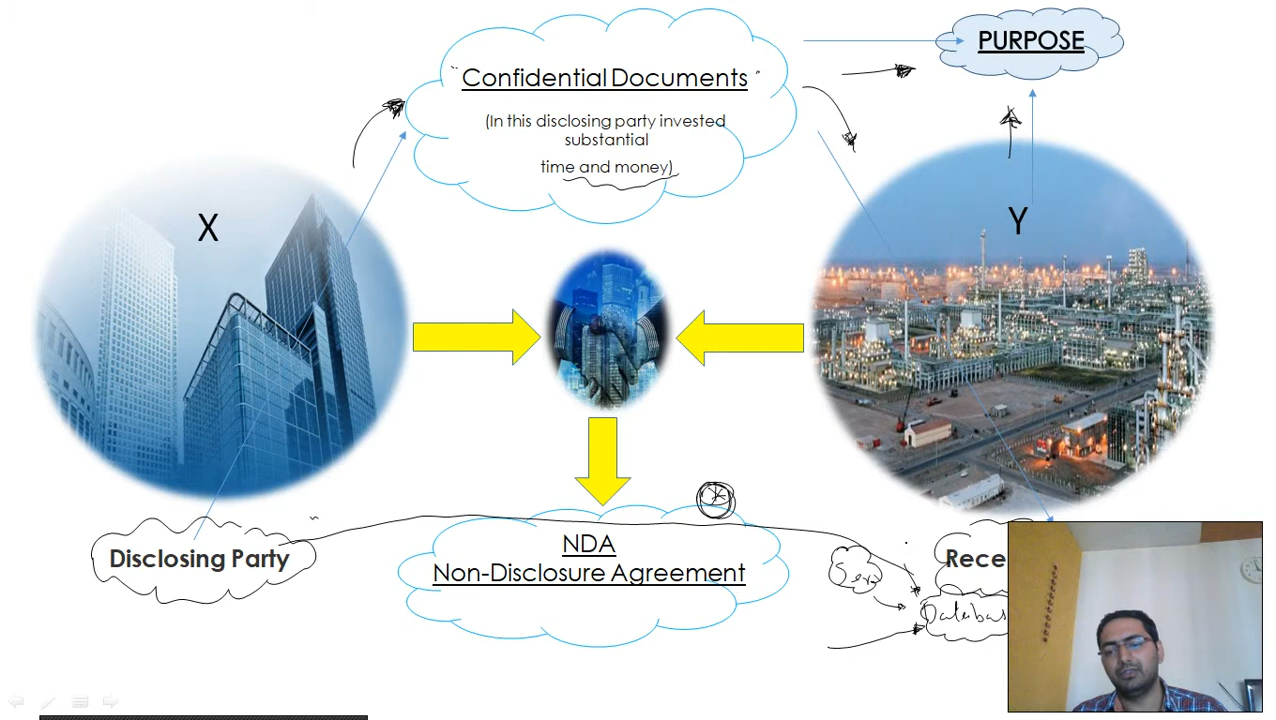 PURPOSE
"Confidential Documents"
(In this disclosing party invested
substantial
time and money)
X
Y
Disclosing Party
NDA
Non-Disclosure Agreement
Rece